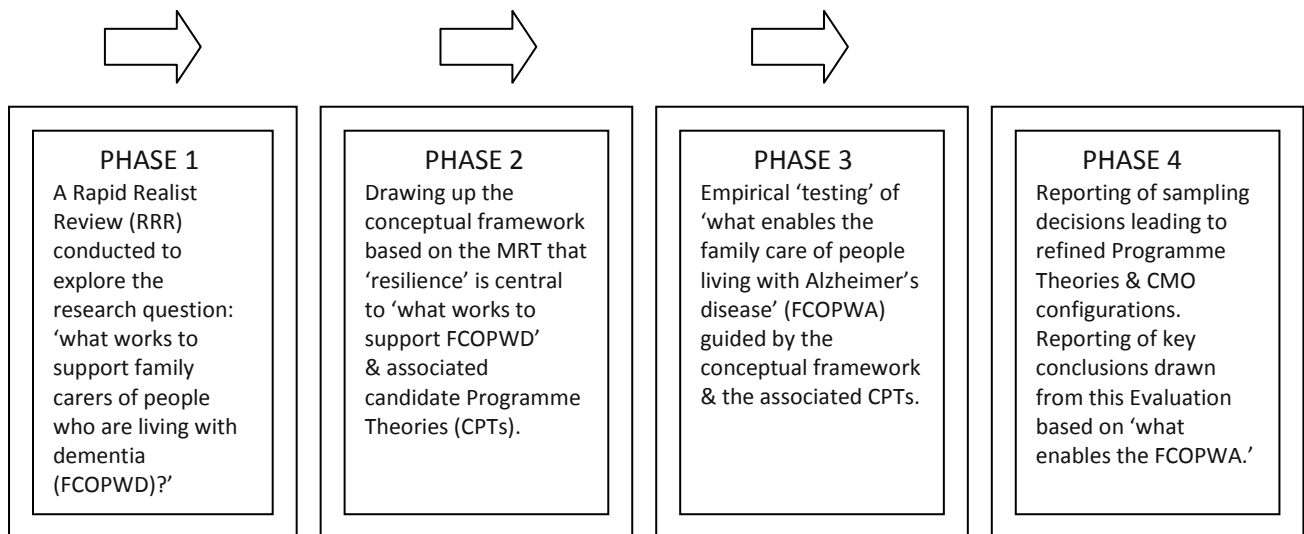 PHASE 1
A Rapid Realist
Review (RRR)
conducted to
explore the
research question:
‘what works to
support family
carers of people
who are living with
dementia
(FCOPWD)?’
PHASE 2
Drawing up the
conceptual framework
based on the MRT that
‘resilience’ is central
to ‘what works to
support FCOPWD’
& associated
candidate Programme
Theories (CPTs).
PHASE 3
Empirical ‘testing’ of
‘what enables the
family care of people
living with Alzheimer’s
disease’ (FCOPWA)
guided by the
conceptual framework
& the associated CPTs.
PHASE 4
Reporting of sampling
decisions leading to
refined Programme
Theories & CMO
configurations.
Reporting of key
conclusions drawn
from this Evaluation
based on ‘what
enables the FCOPWA.’